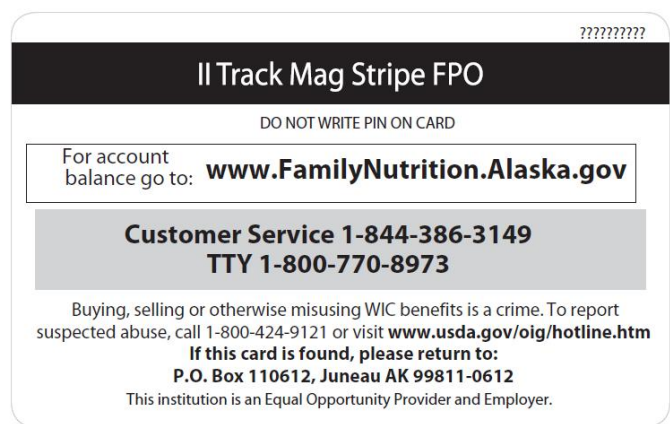 ??????????
II Track Mag Stripe FPO
DO NOT WRITE PIN ON CARD
For account
balance go to: www.FamilyNutrition.Alaska.gov
Customer Service 1-844-386-3149
TTY 1-800-770-8973
Buying, selling or otherwise misusing WIC benefits is a crime. To report
suspected abuse, call 1-800-424-9121 or visit www.usda.gov/oig/hotline.htm
If this card is found, please return to:
P.O. Box 110612, Juneau AK 99811-0612
This institution is an Equal Opportunity Provider and Employer.